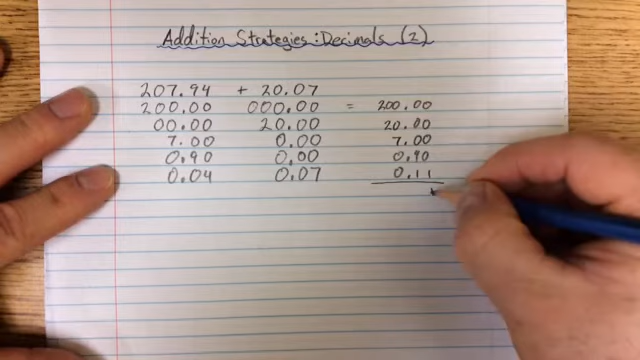 Addition Strategies: Decimals (2)
207.94 + 20.07
200.00 000.00 = 200.00
00.00 20.00 20.00
7.00 0.00 7.00
0.90 0.00 0.90
0.04 0.07 0.11